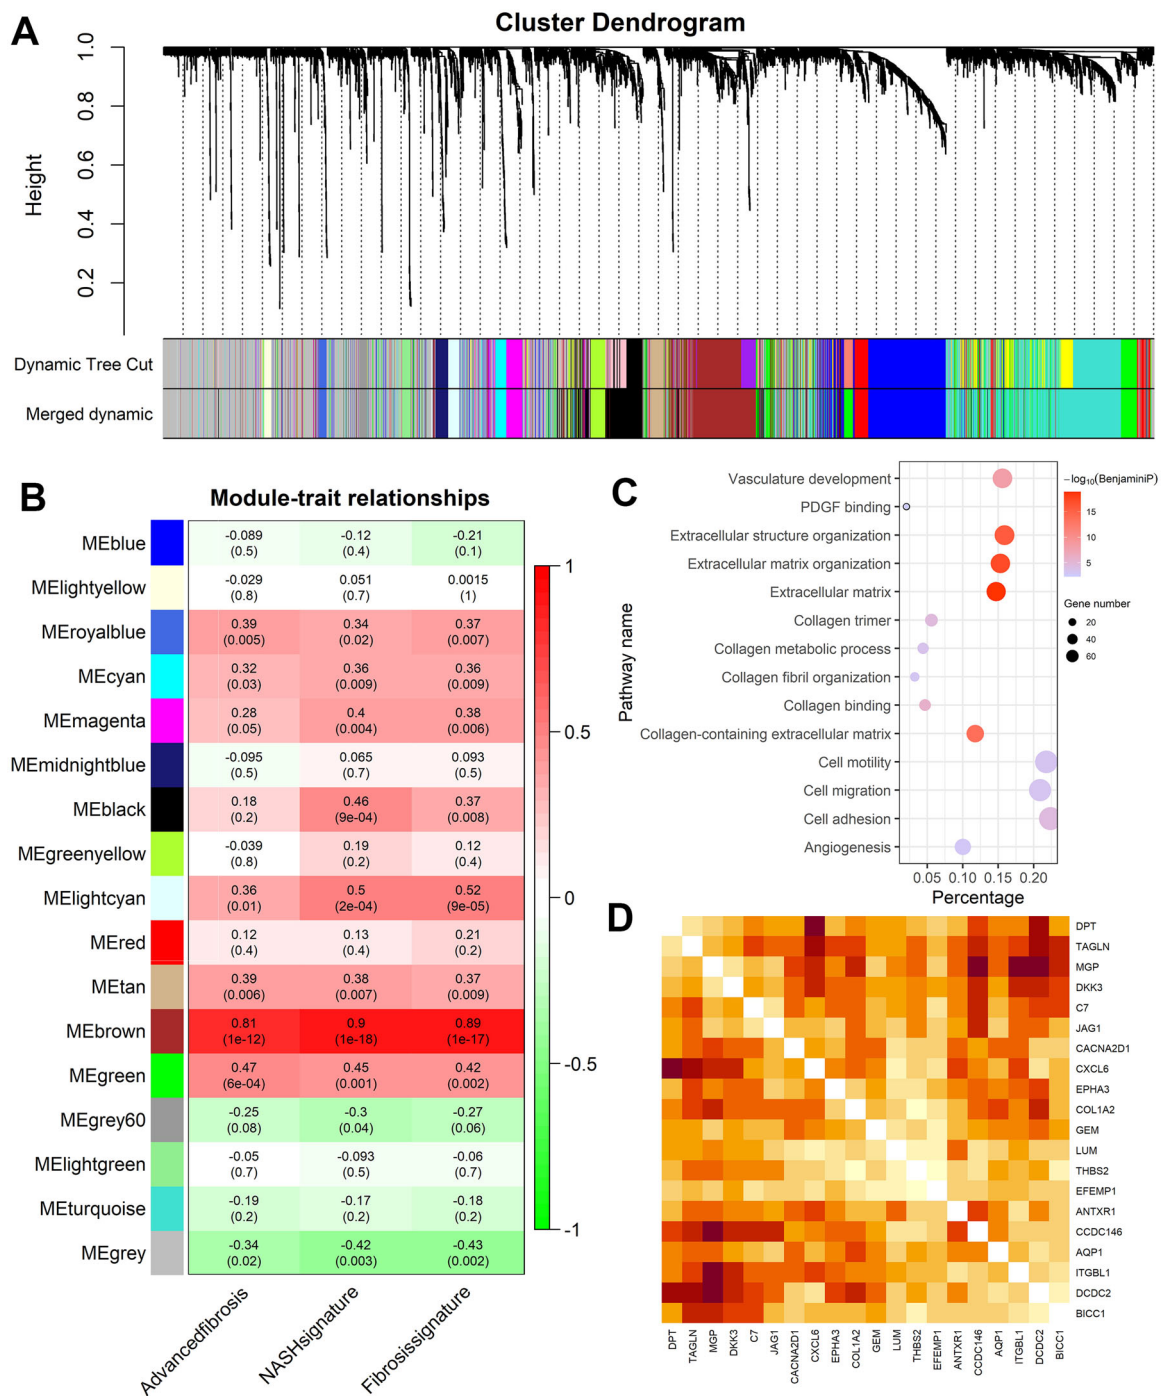 A
Cluster Dendrogram
Height
1.0
0.8
0.6
0.4
0.2
Dynamic Tree Cut
Merged dynamic
B
Module-trait relationships
MEblue -0.089 -0.12 -0.21
(0.5) (0.4) (0.1)
MElightyellow -0.029 0.051 0.0015
(0.8) (0.7) (1)
MEroyalblue 0.39 0.34 0.37
(0.005) (0.02) (0.007)
MEcyan 0.32 0.36 0.36
(0.03) (0.009) (0.009)
MEmagenta 0.28 0.4 0.38
(0.05) (0.004) (0.006)
MEmidnightblue -0.095 0.065 0.093
(0.5) (0.7) (0.5)
MEblack 0.18 0.46 0.37
(0.2) (9e-04) (0.008)
MEgreenyellow -0.039 0.19 0.12
(0.8) (0.2) (0.4)
MElightcyan 0.36 0.5 0.52
(0.01) (2e-04) (9e-05)
MEred 0.12 0.13 0.21
(0.4) (0.4) (0.2)
MEtan 0.39 0.38 0.37
(0.006) (0.007) (0.009)
MEbrown 0.81 0.9 0.89
(1e-12) (1e-18) (1e-17)
MEgreen 0.47 0.45 0.42
(6e-04) (0.001) (0.002)
MEgrey60 -0.25 -0.3 -0.27
(0.08) (0.04) (0.06)
MElightgreen -0.05 -0.093 -0.06
(0.7) (0.5) (0.7)
MEturquoise -0.19 -0.17 -0.18
(0.2) (0.2) (0.2)
MEgrey -0.34 -0.42 -0.43
(0.02) (0.003) (0.002)
Advancedfibrosis
NASHsignature
Fibrosissignature
1
0.5
0
-0.5
-1
C
Pathway name
Vasculature development
PDGF binding
Extracellular structure organization
Extracellular matrix organization
Extracellular matrix
Collagen trimer
Collagen metabolic process
Collagen fibril organization
Collagen binding
Collagen-containing extracellular matrix
Cell motility
Cell migration
Cell adhesion
Angiogenesis
0.05 0.10 0.15 0.20
Percentage
−log10(BenjaminiP)
15
10
5
Gene number
20
40
60
D
DPT
TAGLN
MGP
DKK3
C7
JAG1
CACNA2D1
CXCL6
EPHA3
COL1A2
GEM
LUM
THBS2
EFEMP1
ANTXR1
CCDC146
AQP1
ITGBL1
DCDC2
BICC1
DPT
TAGLN
MGP
DKK3
C7
JAG1
CACNA2D1
CXCL6
EPHA3
COL1A2
GEM
LUM
THBS2
EFEMP1
ANTXR1
CCDC146
AQP1
ITGBL1
DCDC2
BICC1